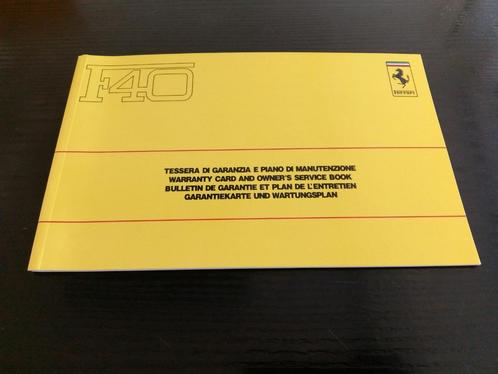 F40
Ferrari
TESSERA DI GARANZIA E PIANO DI MANUTENZIONE
WARRANTY CARD AND OWNER'S SERVICE BOOK
BULLETIN DE GARANTIE ET PLAN DE L'ENTRETIEN
GARANTIEKARTE UND WARTUNGSPLAN